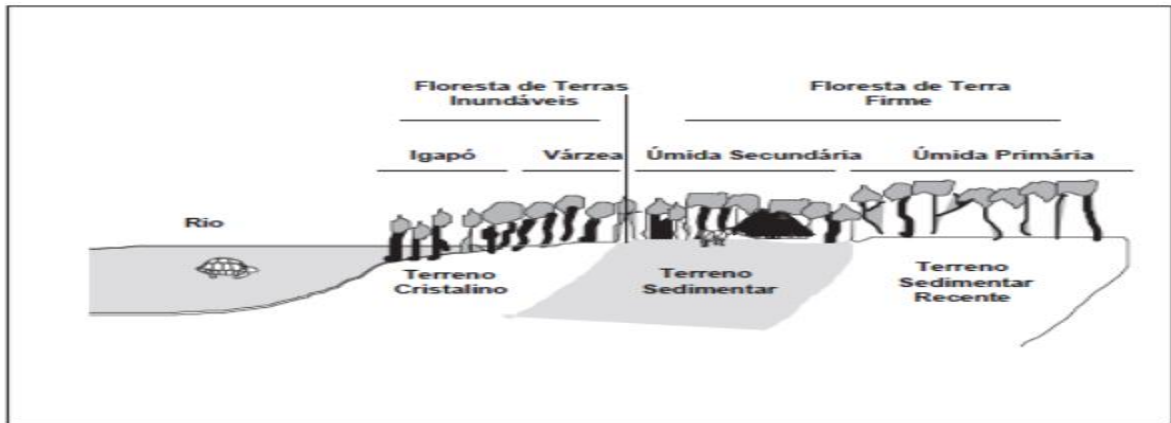 Floresta de Terras
Inundáveis
Floresta de Terra
Firme
Igapó
Várzea
Úmida Secundária
Úmida Primária
Rio
Terreno
Cristalino
Terreno
Sedimentar
Terreno
Sedimentar
Recente